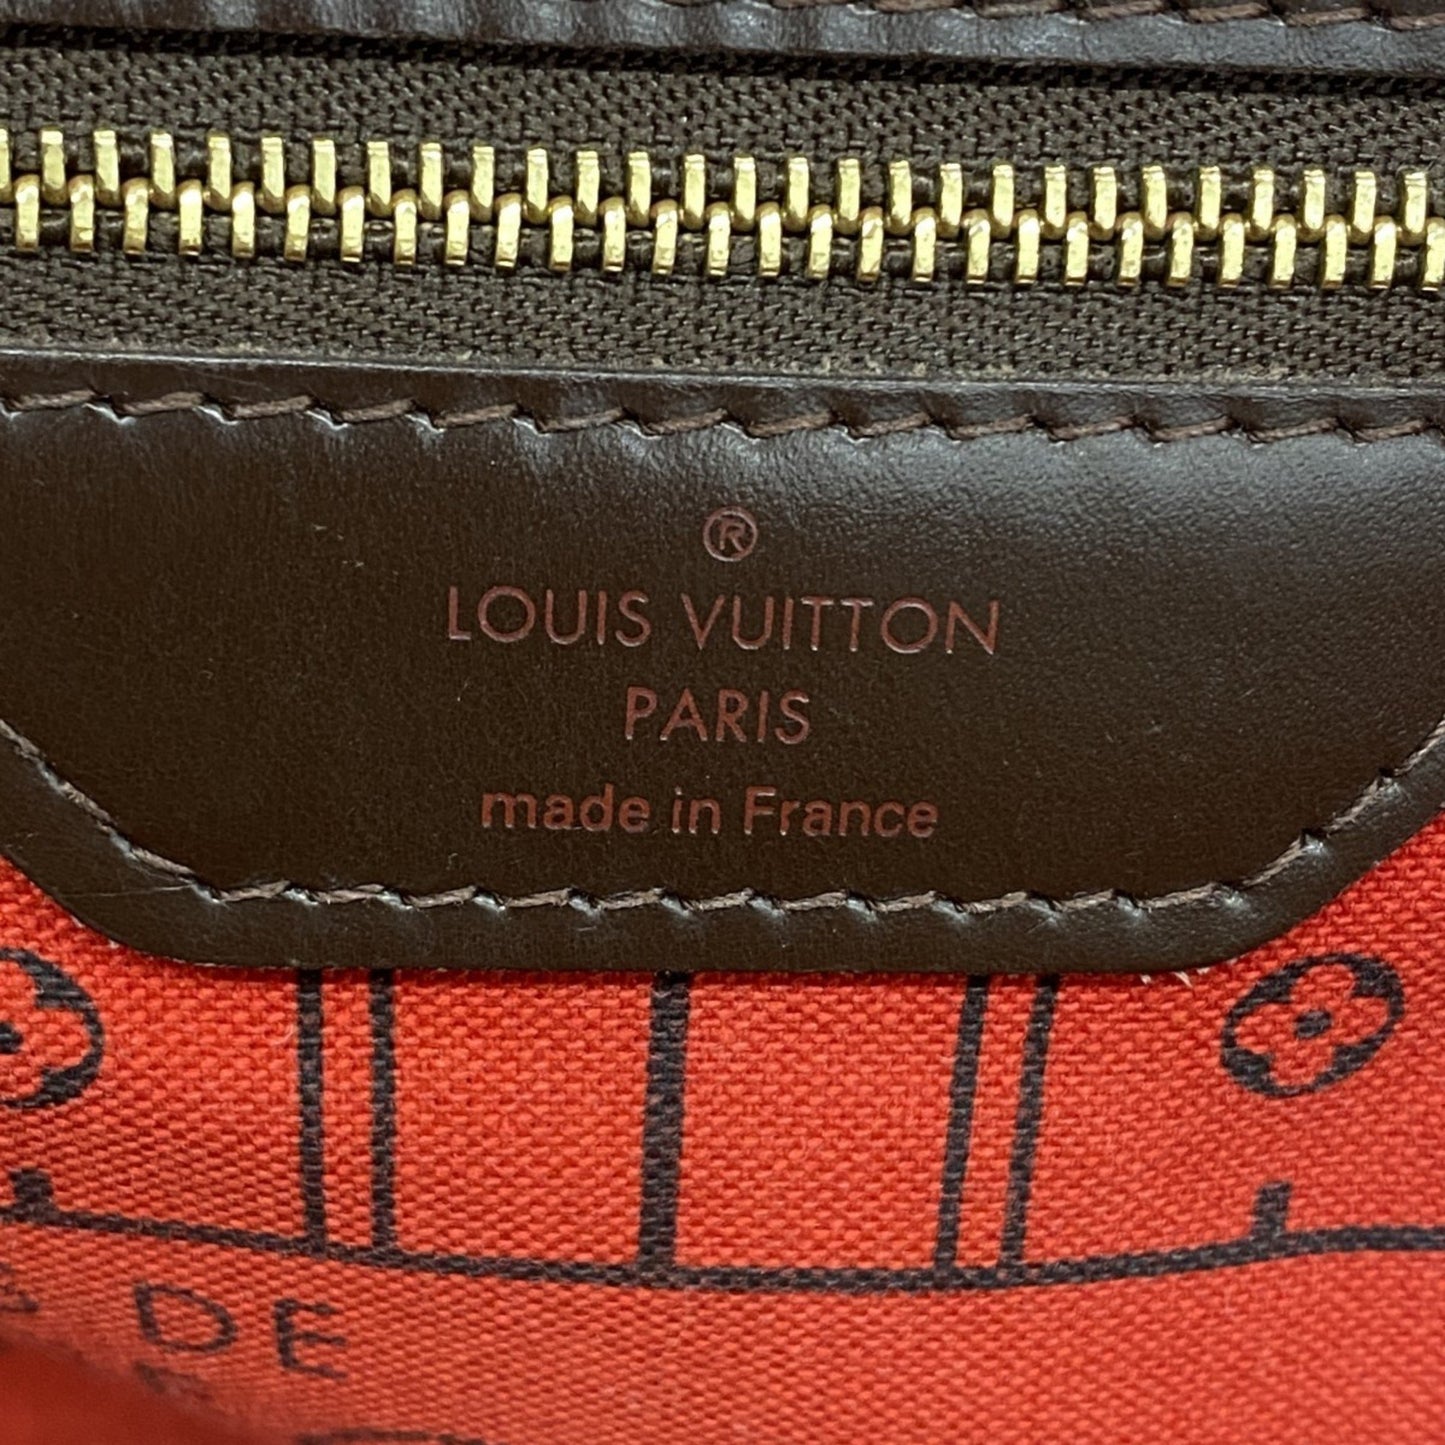 ®
LOUIS VUITTON
PARIS
made in France
DE